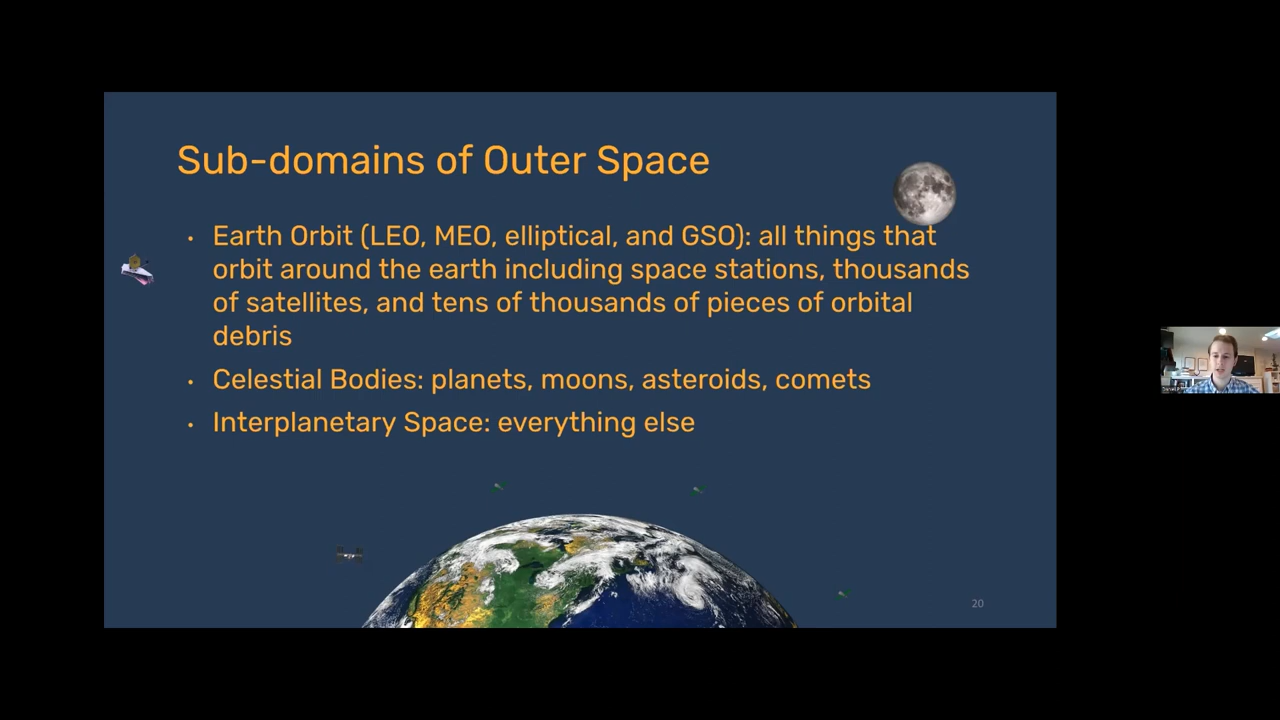 Sub-domains of Outer Space
• Earth Orbit (LEO, MEO, elliptical, and GSO): all things that
orbit around the earth including space stations, thousands
of satellites, and tens of thousands of pieces of orbital
debris
• Celestial Bodies: planets, moons, asteroids, comets
• Interplanetary Space: everything else
20